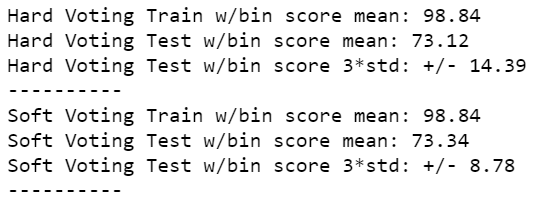 Hard Voting Train w/bin score mean: 98.84
Hard Voting Test w/bin score mean: 73.12
Hard Voting Test w/bin score 3*std: +/- 14.39
----------
Soft Voting Train w/bin score mean: 98.84
Soft Voting Test w/bin score mean: 73.34
Soft Voting Test w/bin score 3*std: +/- 8.78
----------